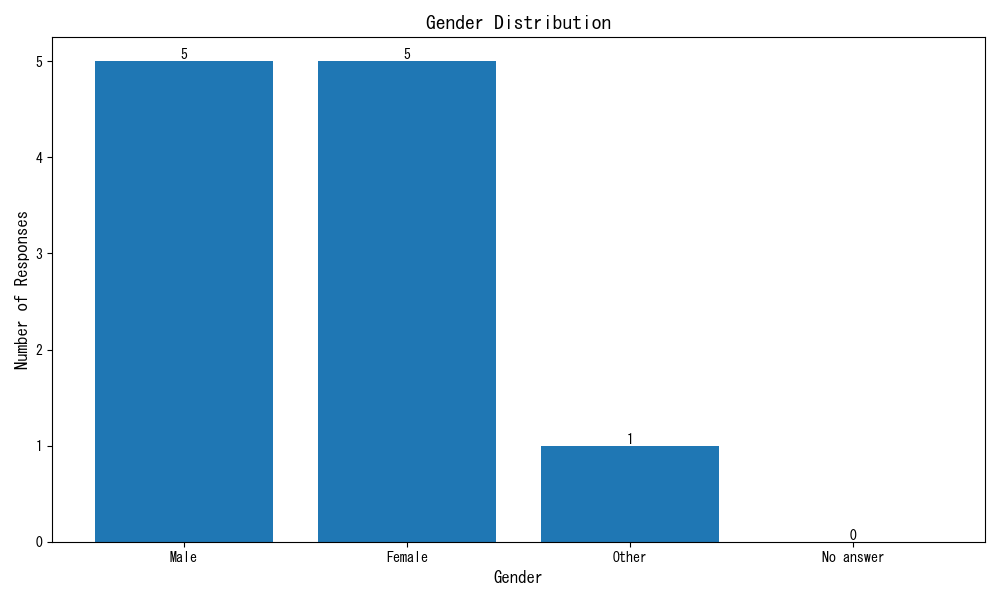 Gender Distribution
5
5
1
0
5
4
3
2
1
0
Number of Responses
Male
Female
Other
No answer
Gender